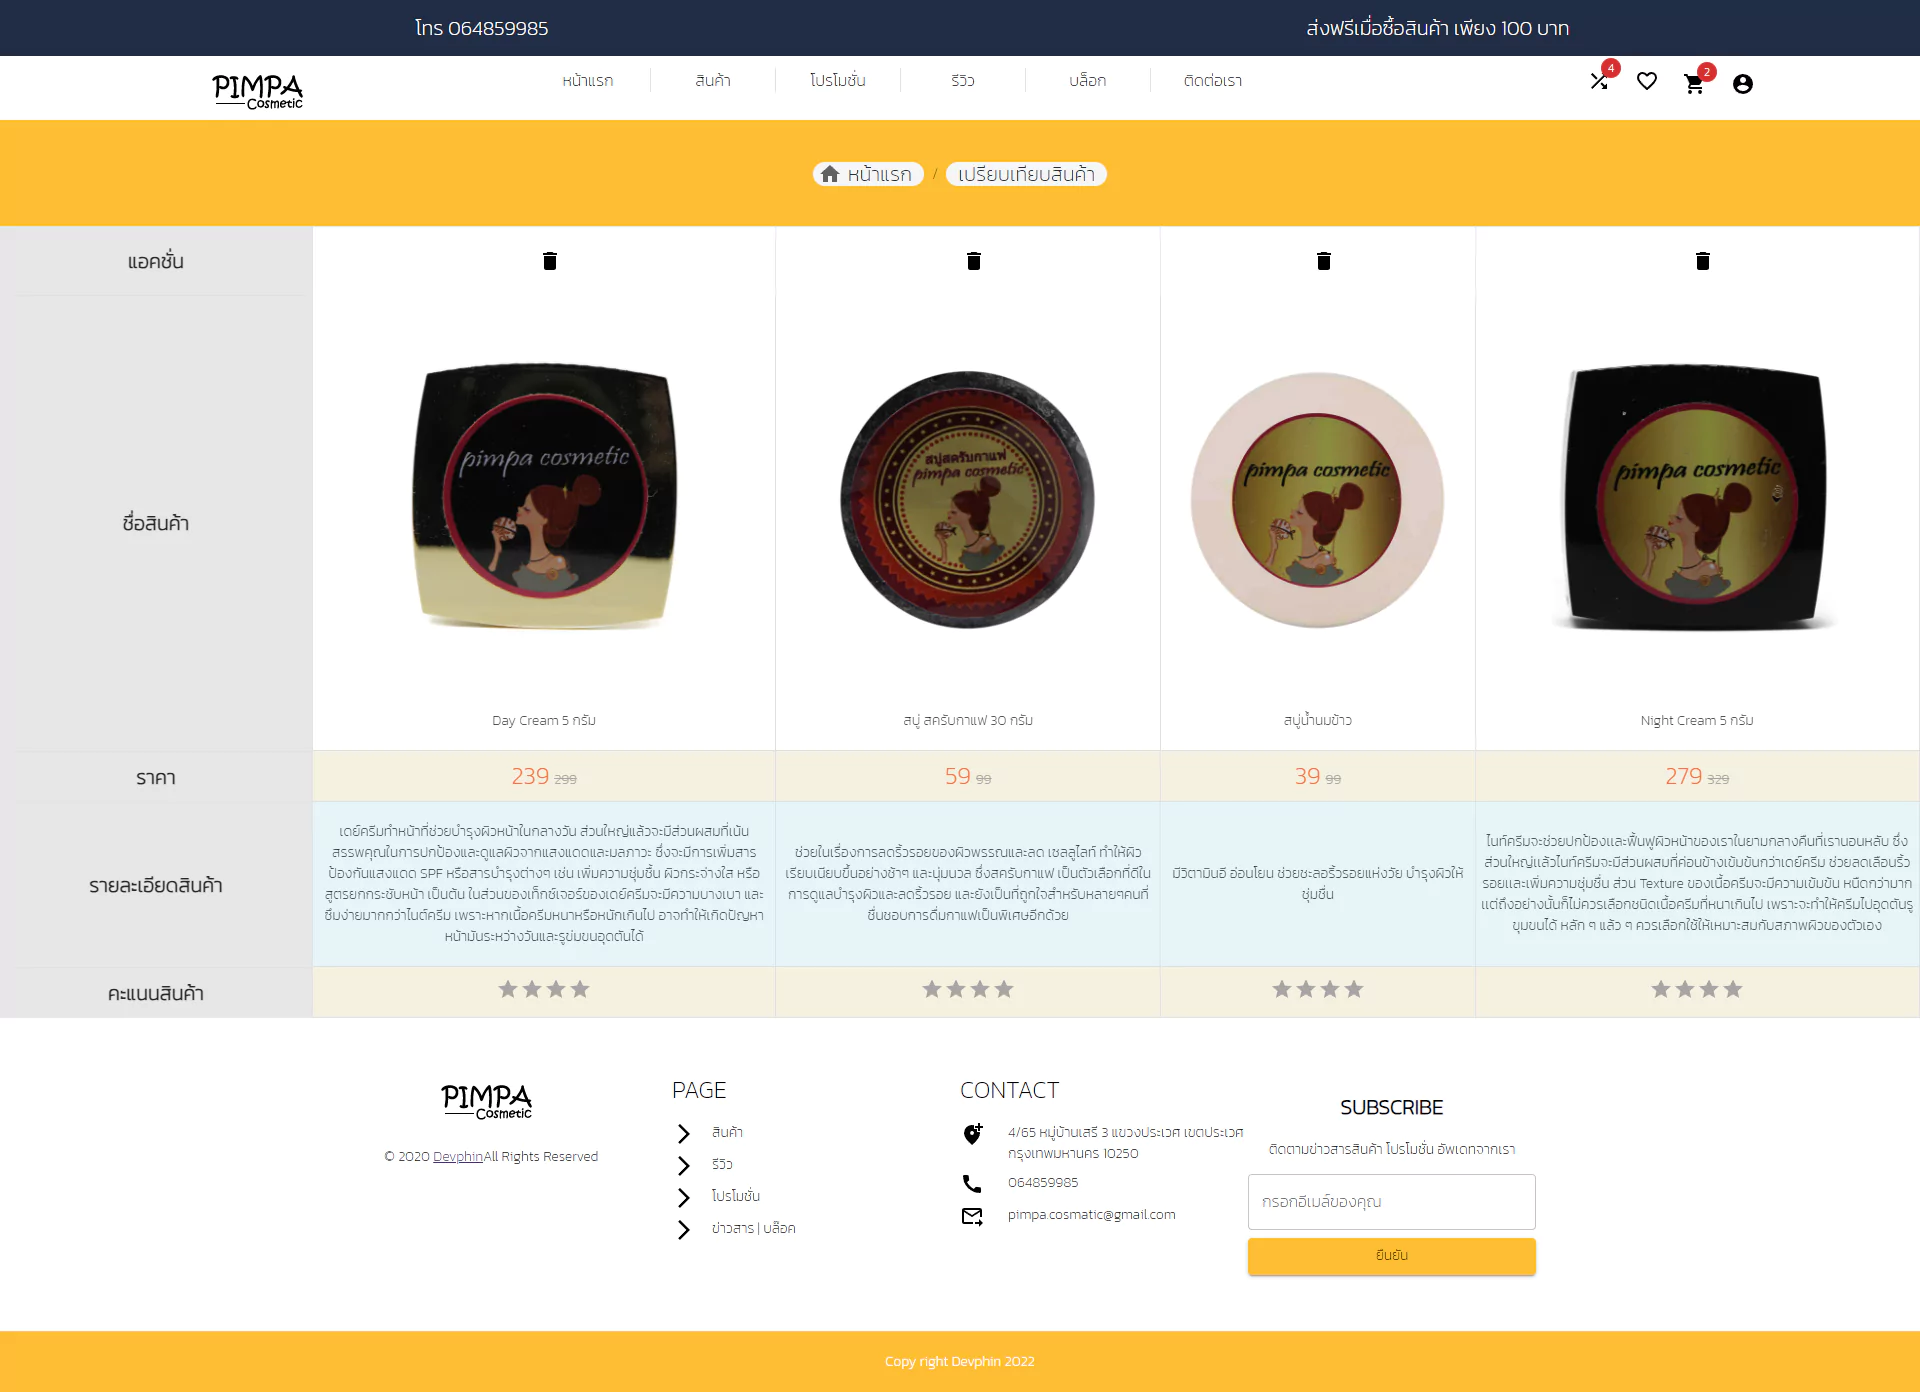 โทร 064859985
ส่งฟรีเมื่อซื้อสินค้า เพียง 100 บาท
PIMPA
Cosmetic
หน้าแรก
สินค้า
โปรโมชั่น
รีวิว
บล็อก
ติดต่อเรา
4
2
หน้าแรก / เปรียบเทียบสินค้า
แอคชั่น
ชื่อสินค้า
pimpa cosmetic
Day Cream 5 กรัม
สบู่สครับกาแฟ
pimpa cosmetic
สบู่ สครับกาแฟ 30 กรัม
pimpa cosmetic
สบู่น้ำนมข้าว
pimpa cosmetic
Night Cream 5 กรัม
ราคา
239 299
59 99
39 99
279 329
รายละเอียดสินค้า
เดย์ครีมทำหน้าที่ช่วยบำรุงผิวหน้าในกลางวัน ส่วนใหญ่แล้วจะมีส่วนผสมที่เน้น
สรรพคุณในการปกป้องและดูแลผิวจากแสงแดดและมลภาวะ ซึ่งจะมีการเพิ่มสาร
ป้องกันแสงแดด SPF หรือสารบำรุงต่างๆ เช่น เพิ่มความชุ่มชื้น ผิวกระจ่างใส หรือ
สูตรยกกระชับหน้า เป็นต้น ในส่วนของเท็กซ์เจอร์ของเดย์ครีมจะมีความบางเบา และ
ซึมง่ายมากกว่าไนต์ครีม เพราะหากเนื้อครีมหนาหรือหนักเกินไป อาจทำให้เกิดปัญหา
หน้ามันระหว่างวันและรูขุมขนอุดตันได้
ช่วยในเรื่องการลดริ้วรอยของผิวพรรณและลด เซลลูไลท์ ทำให้ผิว
เรียบเนียบขึ้นอย่างช้าๆ และนุ่มนวล ซึ่งสครับกาแฟ เป็นตัวเลือกที่ดีใน
การดูแลบำรุงผิวและลดริ้วรอย และยังเป็นที่ถูกใจสำหรับหลายๆคนที่
ชื่นชอบการดื่มกาแฟเป็นพิเศษอีกด้วย
มีวิตามินอี อ่อนโยน ช่วยชะลอริ้วรอยแห่งวัย บำรุงผิวให้
ชุ่มชื่น
ไนท์ครีมจะช่วยปกป้องและฟื้นฟูผิวหน้าของเราในยามกลางคืนที่เรานอนหลับ ซึ่ง
ส่วนใหญ่แล้วไนท์ครีมจะมีส่วนผสมที่ค่อนข้างเข้มข้นกว่าเดย์ครีม ช่วยลดเลือนริ้ว
รอยและเพิ่มความชุ่มชื่น ส่วน Texture ของเนื้อครีมจะมีความเข้มข้น หนืดกว่ามาก
แต่ถึงอย่างนั้นก็ไม่ควรเลือกชนิดเนื้อครีมที่หนาเกินไป เพราะจะทำให้ครีมไปอุดตันรู
ขุมขนได้ หลัก ๆ แล้ว ๆ ควรเลือกใช้ให้เหมาะสมกับสภาพผิวของตัวเอง
คะแนนสินค้า
PIMPA
Cosmetic
© 2020 DevphinAll Rights Reserved
PAGE
สินค้า
รีวิว
โปรโมชั่น
ข่าวสาร | บล๊อค
CONTACT
4/65 หมู่บ้านเสรี 3 แขวงประเวศ เขตประเวศ
กรุงเทพมหานคร 10250
064859985
pimpa.cosmatic@gmail.com
SUBSCRIBE
ติดตามข่าวสารสินค้า โปรโมชั่น อัพเดทจากเรา
กรอกอีเมล์ของคุณ
ยืนยัน
Copy right Devphin 2022